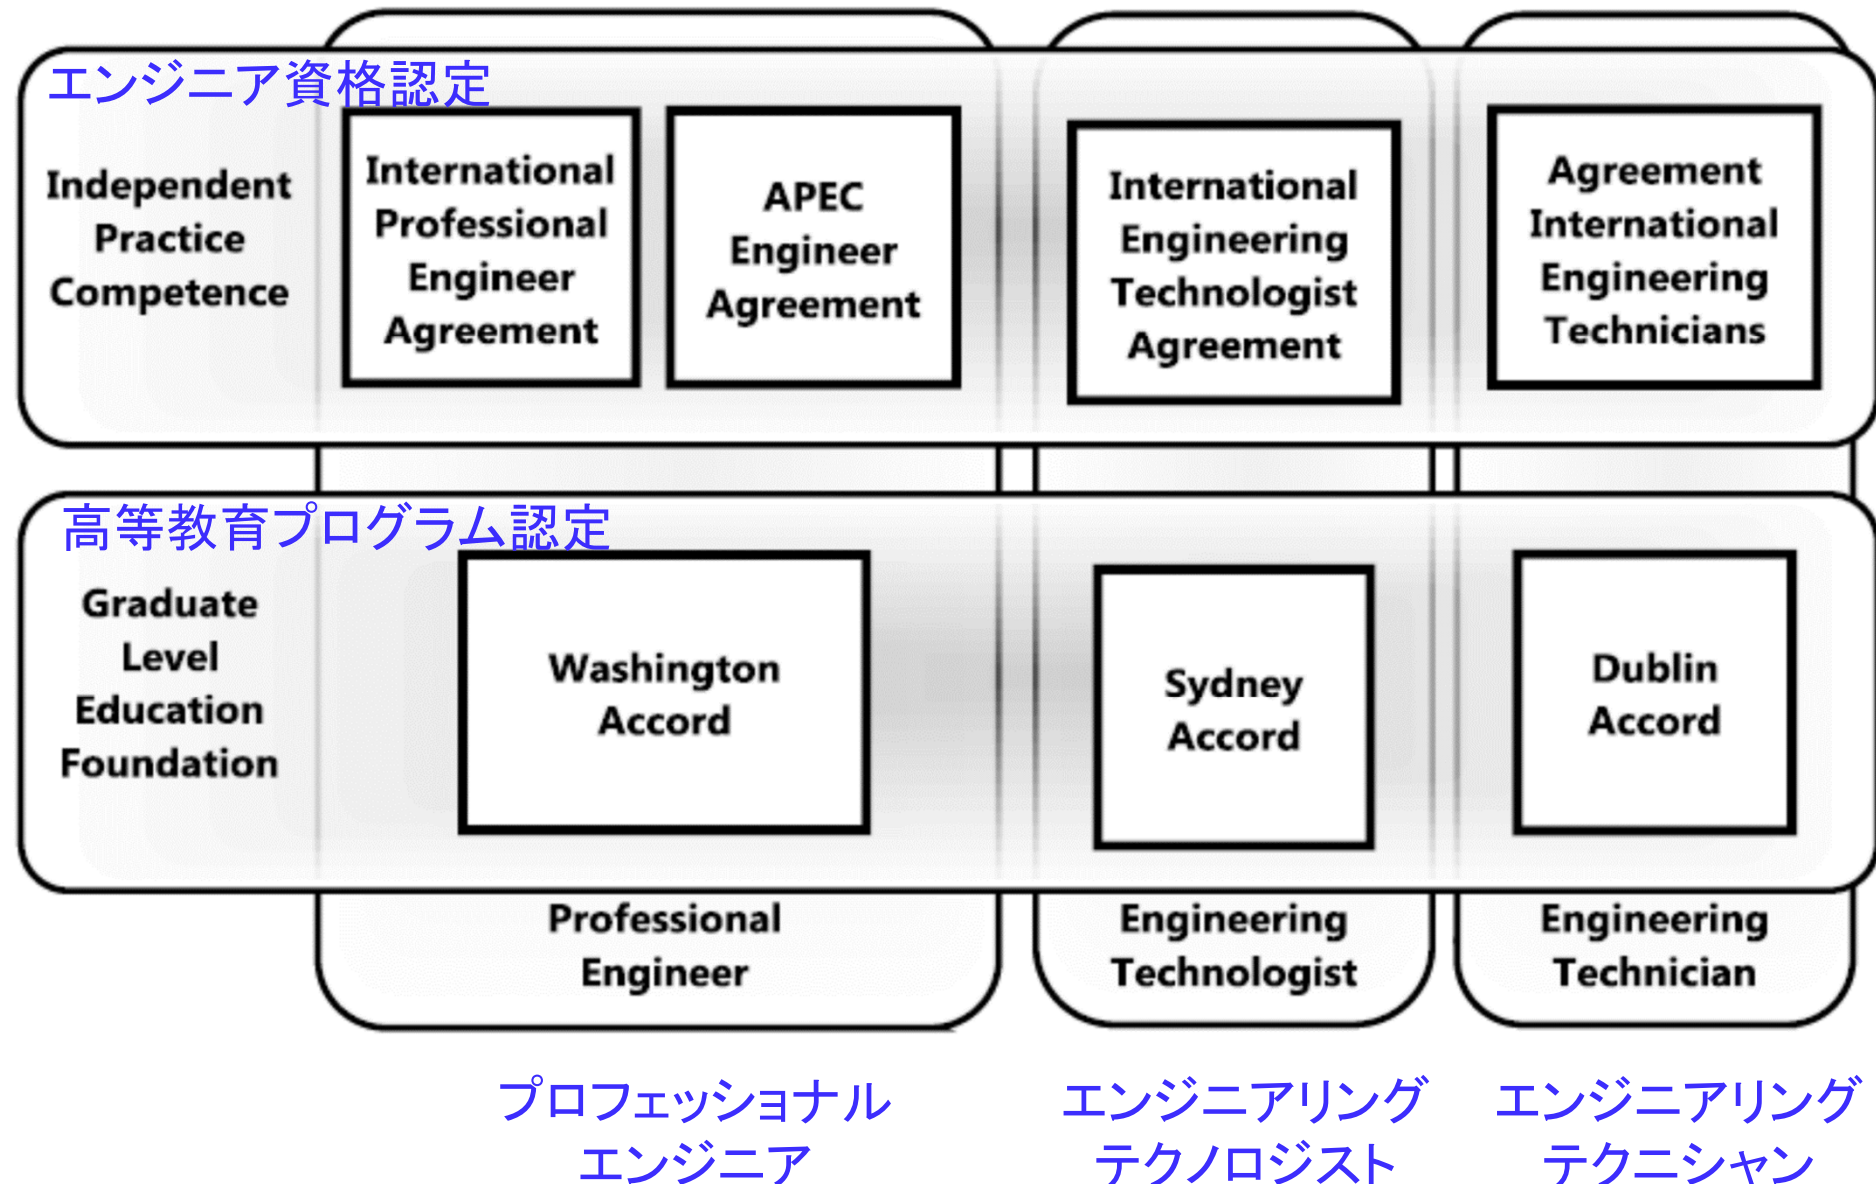 エンジニア資格認定
Independent
Practice
Competence
International
Professional
Engineer
Agreement
APEC
Engineer
Agreement
International
Engineering
Technologist
Agreement
Agreement
International
Engineering
Technicians
高等教育プログラム認定
Graduate
Level
Education
Foundation
Washington
Accord
Sydney
Accord
Dublin
Accord
Professional
Engineer
Engineering
Technologist
Engineering
Technician
プロフェッショナル
エンジニア
エンジニアリング
テクノロジスト
エンジニアリング
テクニシャン